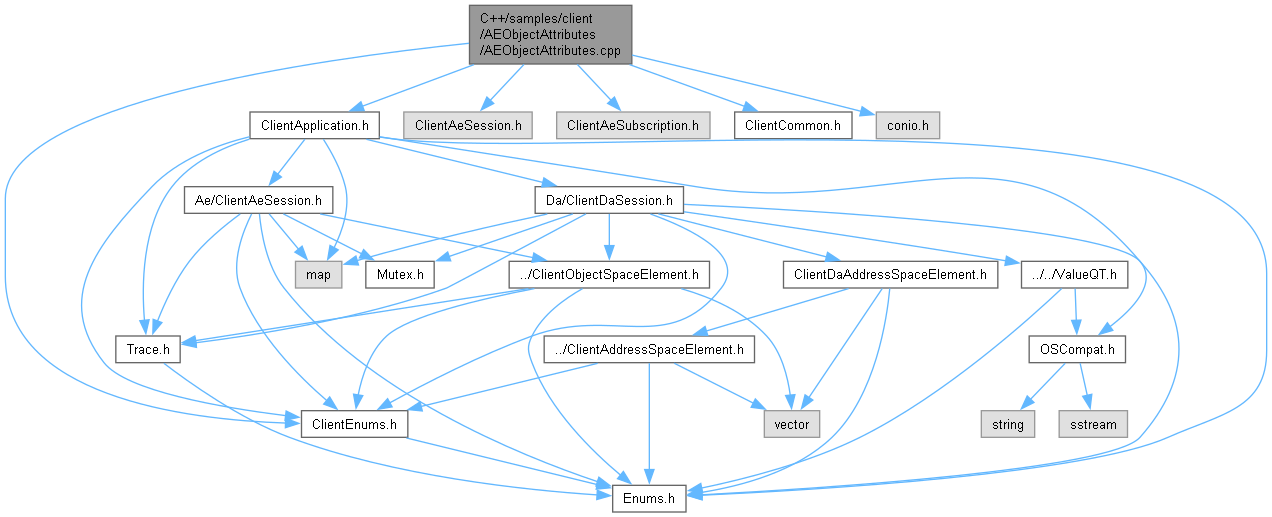 C++/samples/client
/AEObjectAttributes
/AEObjectAttributes.cpp
ClientApplication.h
ClientAeSession.h
ClientAeSubscription.h
ClientCommon.h
conio.h
Ae/ClientAeSession.h
Da/ClientDaSession.h
map
Mutex.h
../ClientObjectSpaceElement.h
ClientDaAddressSpaceElement.h
../../ValueQT.h
Trace.h
../ClientAddressSpaceElement.h
OSCompat.h
ClientEnums.h
vector
string
sstream
Enums.h